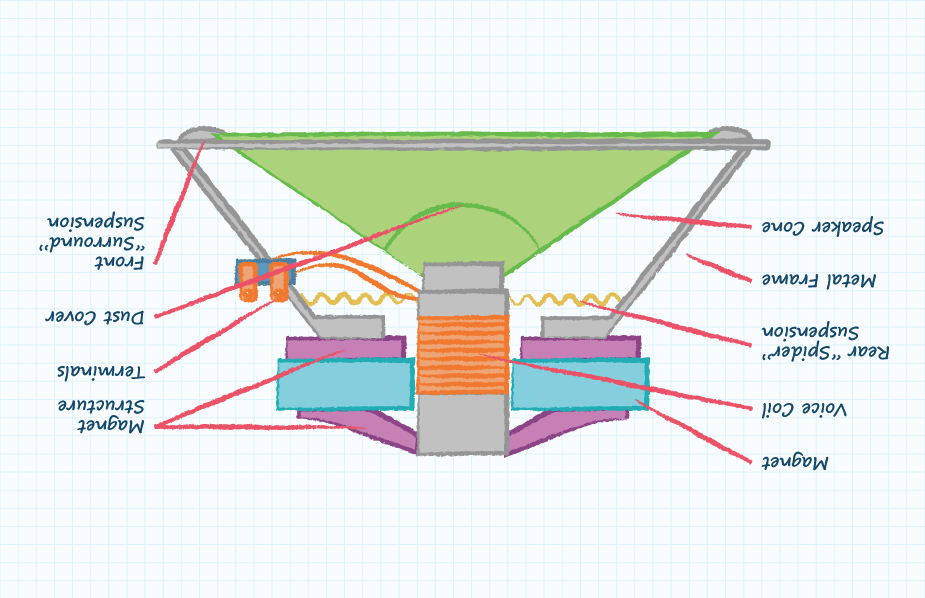 Magnet
Voice Coil
Rear "Spider"
Suspension
Metal Frame
Speaker Cone
Magnet
Structure
Terminals
Dust Cover
Front
"Surround"
Suspension